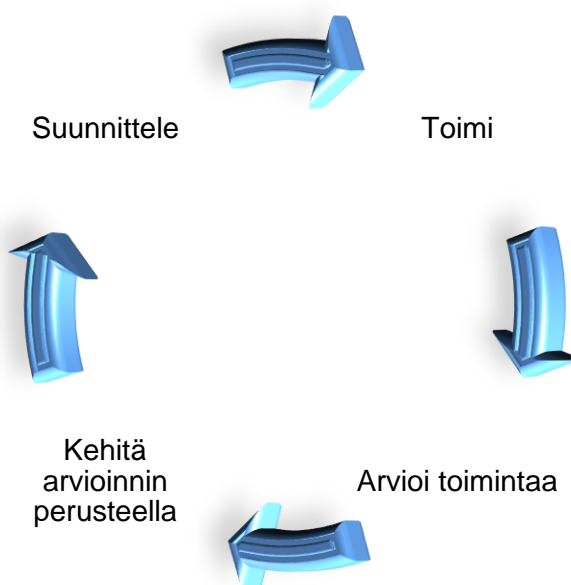 Suunnittele
Toimi
Kehitä
arvioinnin
perusteella
Arvioi toimintaa